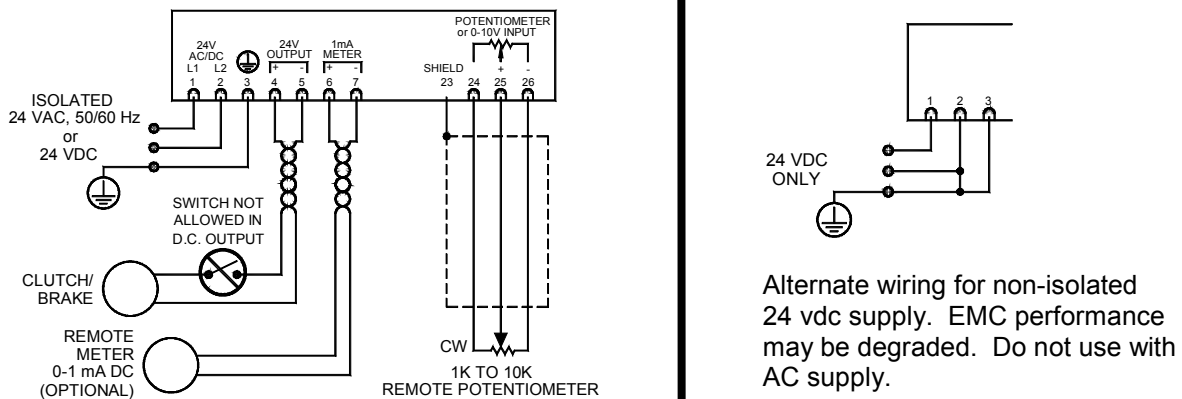 POTENTIOMETER
or 0-10V INPUT
24V
AC/DC
L1 L2
24V
OUTPUT
+ -
1mA
METER
+ -
SHIELD
+ -
1 2 3 4 5 6 7 23 24 25 26
ISOLATED
24 VAC, 50/60 Hz
or
24 VDC
SWITCH NOT
ALLOWED IN
D.C. OUTPUT
CLUTCH/
BRAKE
REMOTE
METER
0-1 mA DC
(OPTIONAL)
CW
1K TO 10K
REMOTE POTENTIOMETER
1 2 3
24 VDC
ONLY
Alternate wiring for non-isolated
24 vdc supply. EMC performance
may be degraded. Do not use with
AC supply.